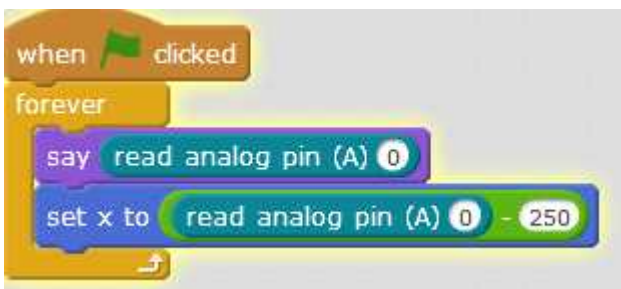 when clicked
forever
say read analog pin (A) 0
set x to read analog pin (A) 0 - 250